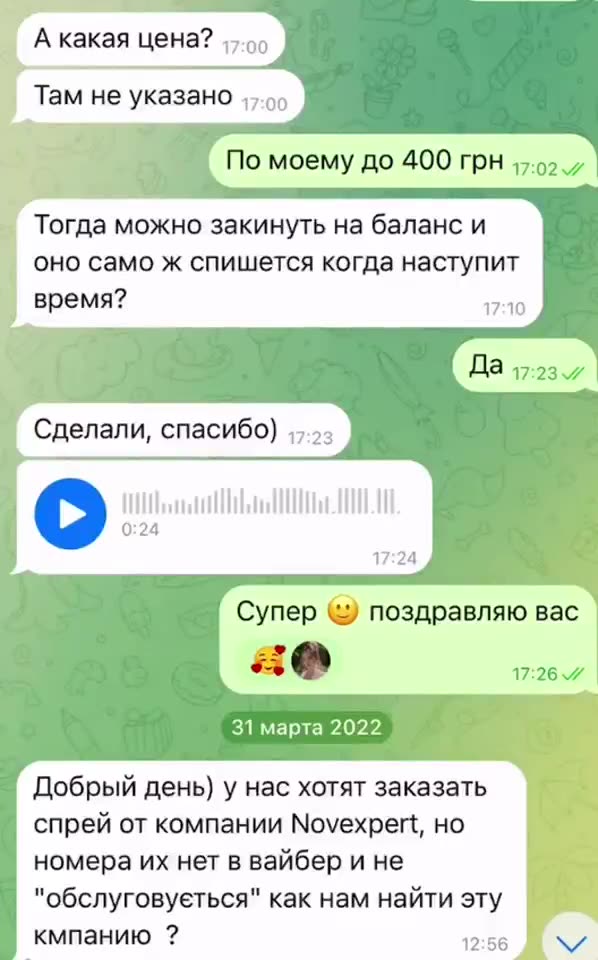 А какая цена? 17:00
Там не указано 17:00
По моему до 400 грн 17:02
Тогда можно закинуть на баланс и
оно само ж спишется когда наступит
время? 17:10
Да 17:23
Сделали, спасибо) 17:23
0:24
17:24
Супер 🙂 поздравляю вас
🥰
17:26
31 марта 2022
Добрый день) у нас хотят заказать
спрей от компании Novexpert, но
номера их нет в вайбер и не
"обслуговується" как нам найти эту
кмпанию ? 12:56